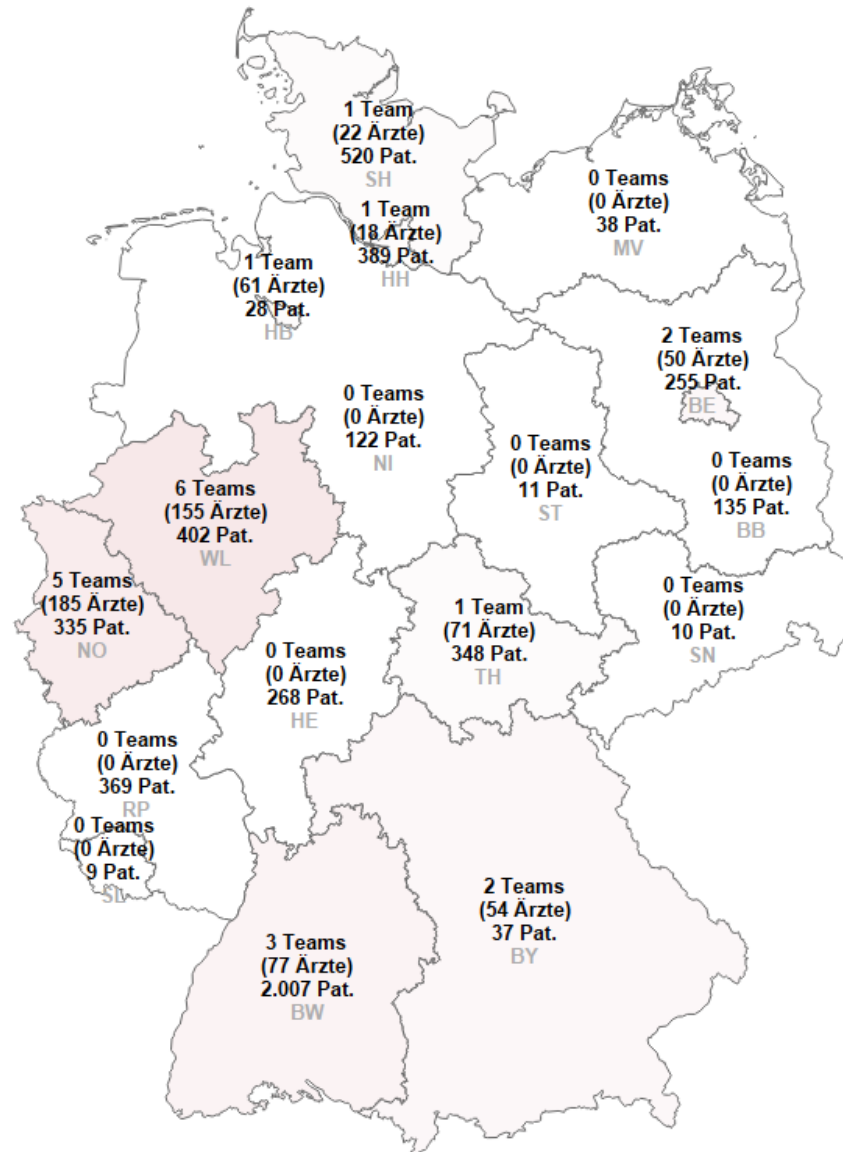 1 Team
(22 Ärzte)
520 Pat.
SH
0 Teams
(0 Ärzte)
38 Pat.
MV
1 Team
(18 Ärzte)
389 Pat.
HH
1 Team
(61 Ärzte)
28 Pat.
HB
2 Teams
(50 Ärzte)
255 Pat.
BE
0 Teams
(0 Ärzte)
122 Pat.
NI
0 Teams
(0 Ärzte)
11 Pat.
ST
0 Teams
(0 Ärzte)
135 Pat.
BB
6 Teams
(155 Ärzte)
402 Pat.
WL
5 Teams
(185 Ärzte)
335 Pat.
NO
0 Teams
(0 Ärzte)
268 Pat.
HE
1 Team
(71 Ärzte)
348 Pat.
TH
0 Teams
(0 Ärzte)
10 Pat.
SN
0 Teams
(0 Ärzte)
369 Pat.
RP
0 Teams
(0 Ärzte)
9 Pat.
SL
3 Teams
(77 Ärzte)
2.007 Pat.
BW
2 Teams
(54 Ärzte)
37 Pat.
BY